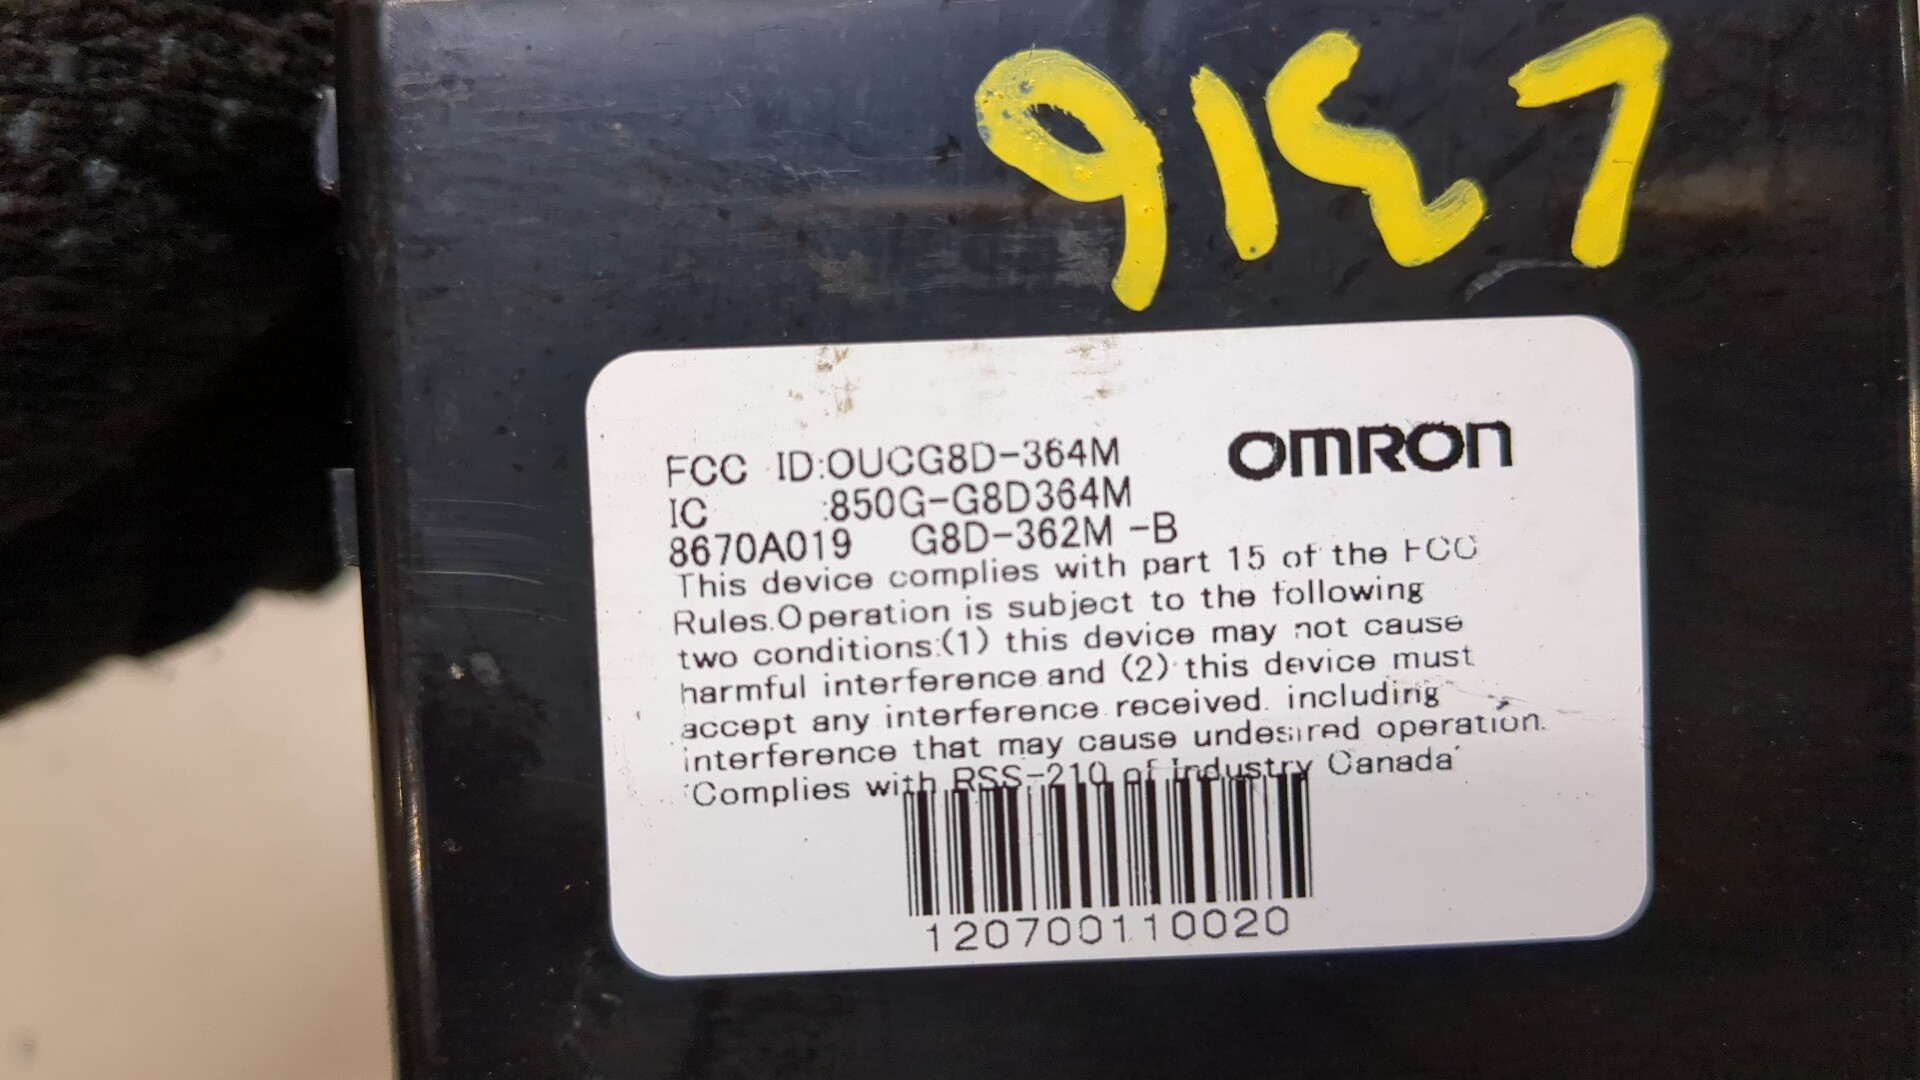 FCC ID:OUCG8D-364M
OMRON
IC :850G-G8D364M
8670A019 G8D-362M -B
This device complies with part 15 of the FCC
Rules.Operation is subject to the following
two conditions:(1) this device may not cause
harmful interference.and (2) this device must
accept any interference received. including
interference that may cause undesired operation.
'Complies with RSS-210 of Industry Canada'
120700110020